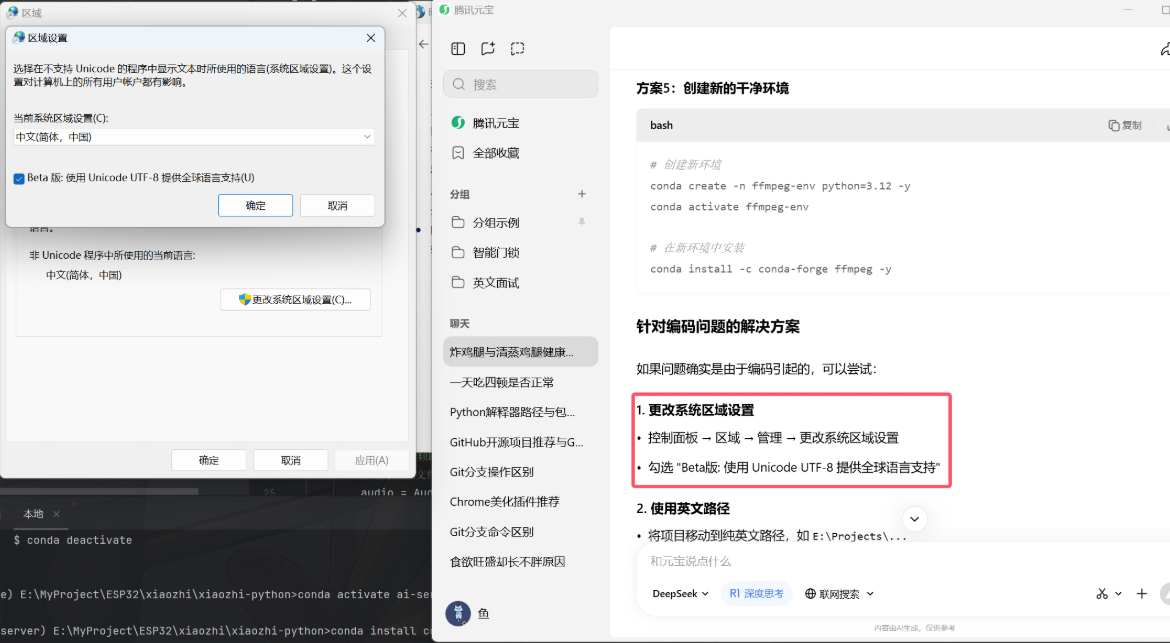 区域
区域设置
选择在不支持 Unicode 的程序中显示文本时所使用的语言(系统区域设置)。这个设
置对计算机上的所有用户帐户都有影响。
当前系统区域设置(C):
中文(简体，中国)
Beta 版: 使用 Unicode UTF-8 提供全球语言支持(U)
确定
取消
语言。
非 Unicode 程序中所使用的当前语言:
中文(简体，中国)
更改系统区域设置(C)...
确定
取消
应用(A)
25
audio = Aud
本地
$ conda deactivate
e) E:\MyProject\ESP32\xiaozhi\xiaozhi-python>conda activate ai-se
server) E:\MyProject\ESP32\xiaozhi\xiaozhi-python>conda install c
腾讯元宝
搜索
腾讯元宝
全部收藏
分组
分组示例
智能门锁
英文面试
聊天
炸鸡腿与清蒸鸡腿健康...
一天吃四顿是否正常
Python解释器路径与包...
GitHub开源项目推荐与G...
Git分支操作区别
Chrome美化插件推荐
Git分支命令区别
食欲旺盛却长不胖原因
鱼
方案5：创建新的干净环境
bash
复制
# 创建新环境
conda create -n ffmpeg-env python=3.12 -y
conda activate ffmpeg-env
# 在新环境中安装
conda install -c conda-forge ffmpeg -y
针对编码问题的解决方案
如果问题确实是由于编码引起的，可以尝试：
1. 更改系统区域设置
• 控制面板 → 区域 → 管理 → 更改系统区域设置
• 勾选 "Beta版: 使用 Unicode UTF-8 提供全球语言支持"
2. 使用英文路径
• 将项目移动到纯英文路径，如 E:\Projects\...
和元宝说点什么
DeepSeek
R1 深度思考
联网搜索
内容由AI生成，仅供参考